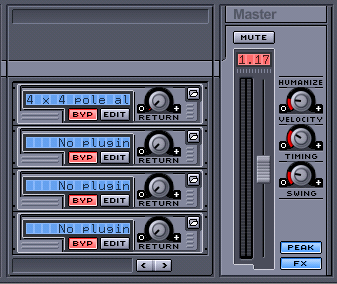 Master
MUTE
1.17
HUMANIZE
VELOCITY
TIMING
SWING
PEAK
FX
4 x 4 pole al
BYP EDIT RETURN
No plugin
BYP EDIT RETURN
No plugin
BYP EDIT RETURN
No plugin
BYP EDIT RETURN
< >